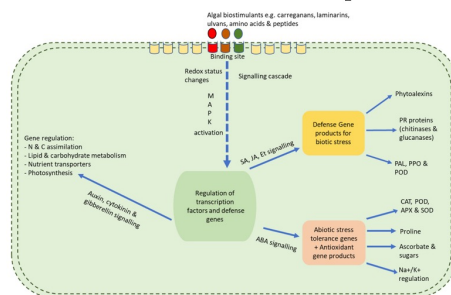 Algal biostimulants e.g. carregenans, laminarins,
ulvans, amino acids & peptides
Binding site
Redox status
changes
Signalling cascade
M
A
P
K
activation
Gene regulation:
- N & C assimilation
- Lipid & carbohydrate metabolism
- Nutrient transporters
- Photosynthesis
Auxin, cytokinin &
gibberellin signalling
Regulation of
transcription
factors and defense
genes
SA, JA, Et signalling
ABA signalling
Defense Gene
products for
biotic stress
Phytoalexins
PR proteins
(chitinases &
glucanases)
PAL, PPO &
POD
Abiotic stress
tolerance genes
+ Antioxidant
gene products
CAT, POD,
APX & SOD
Proline
Ascorbate &
sugars
Na+/K+
regulation